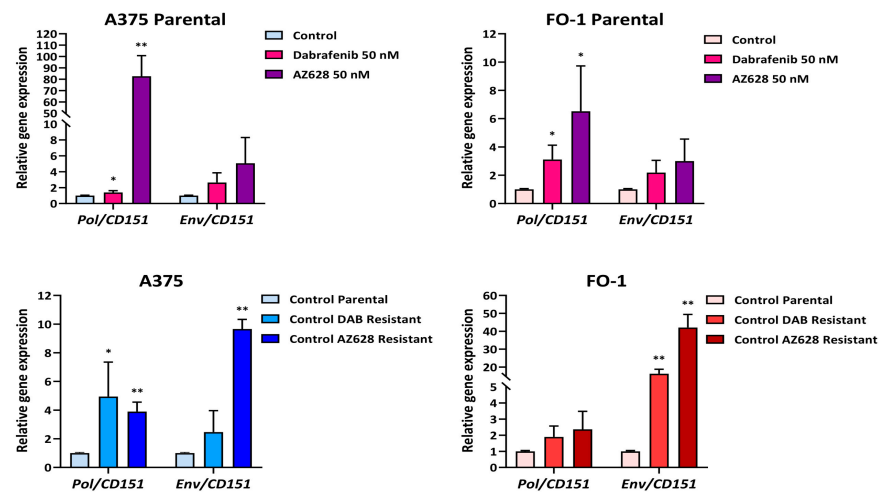 A375 Parental
Relative gene expression
120
110
100
90
80
70
60
50
10
8
6
4
2
0
*
**
Pol/CD151
Env/CD151
Control
Dabrafenib 50 nM
AZ628 50 nM
FO-1 Parental
Relative gene expression
12
10
8
6
4
2
0
*
*
Pol/CD151
Env/CD151
Control
Dabrafenib 50 nM
AZ628 50 nM
A375
Relative gene expression
12
10
8
6
4
2
0
*
**
**
Pol/CD151
Env/CD151
Control Parental
Control DAB Resistant
Control AZ628 Resistant
FO-1
Relative gene expression
60
50
40
30
20
10
5
4
3
2
1
0
**
**
Pol/CD151
Env/CD151
Control Parental
Control DAB Resistant
Control AZ628 Resistant